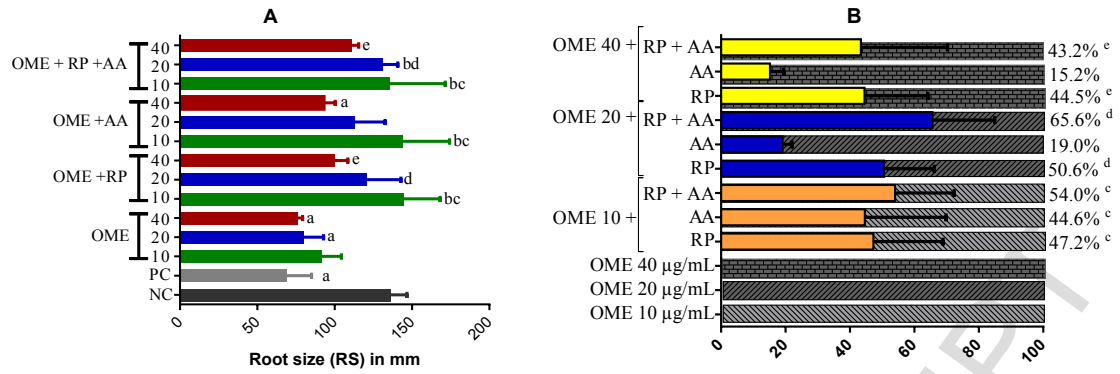 A
OME + RP +AA
40 e
20 bd
10 bc
OME +AA
40 a
20
10 bc
OME +RP
40 e
20 d
10 bc
OME
40 a
20 a
10
PC a
NC
0 50 100 150 200
Root size (RS) in mm
B
OME 40 +
RP + AA 43.2% e
AA 15.2%
RP 44.5% e
OME 20 +
RP + AA 65.6% d
AA 19.0%
RP 50.6% d
OME 10 +
RP + AA 54.0% c
AA 44.6% c
RP 47.2% c
OME 40 µg/mL
OME 20 µg/mL
OME 10 µg/mL
0 20 40 60 80 100